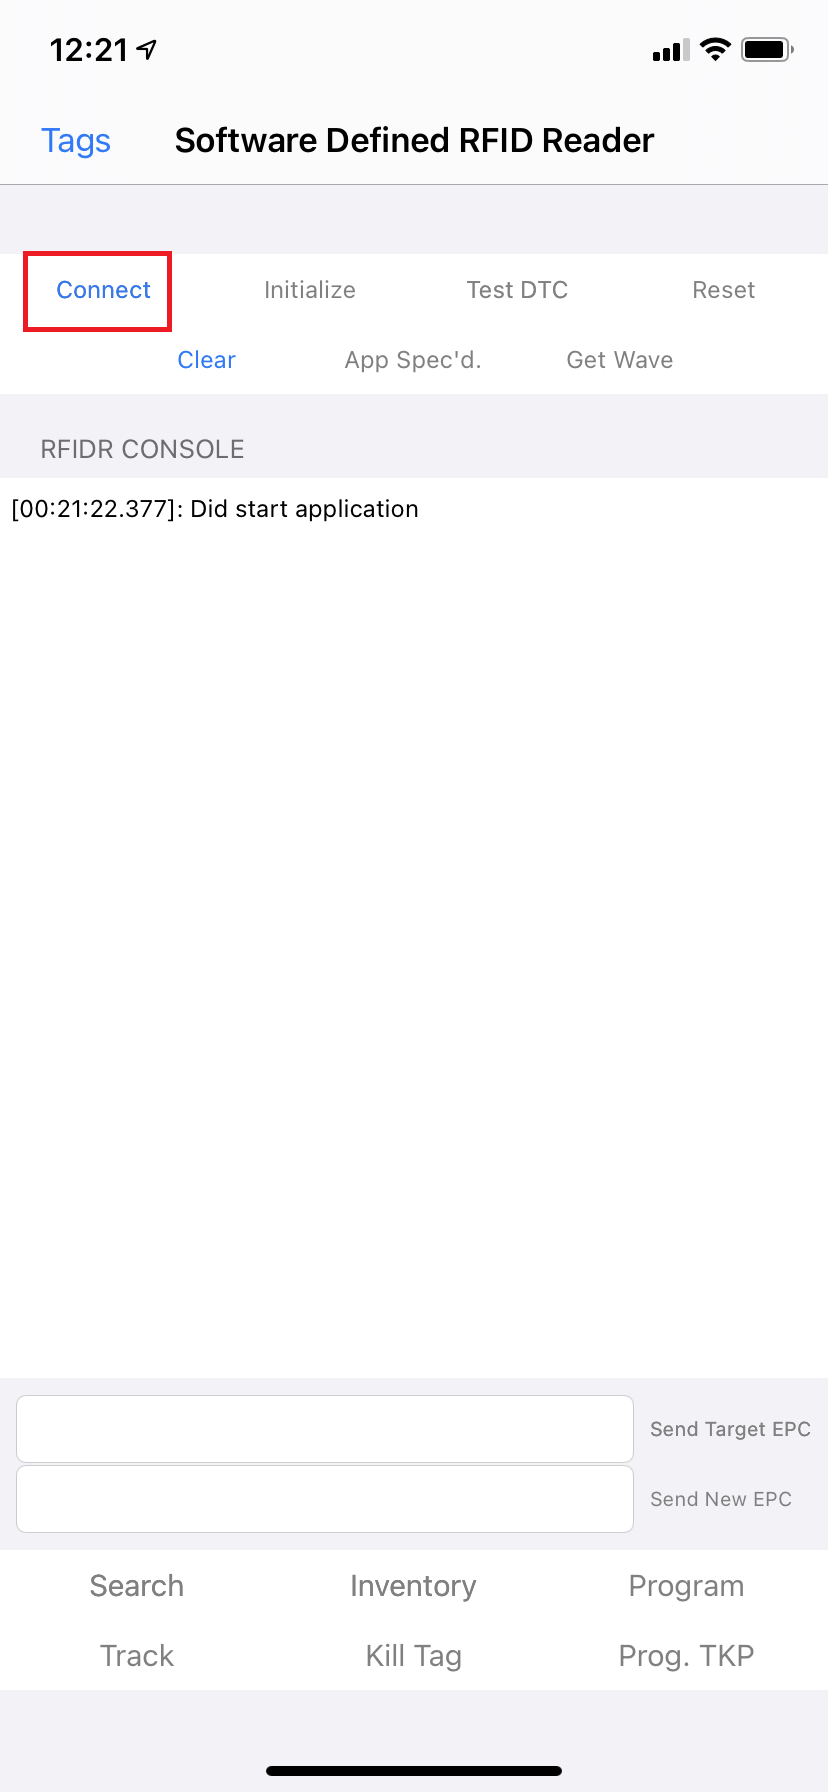 12:21
Tags Software Defined RFID Reader
Connect Initialize Test DTC Reset
Clear App Spec'd. Get Wave
RFIDR CONSOLE
[00:21:22.377]: Did start application
Send Target EPC
Send New EPC
Search Inventory Program
Track Kill Tag Prog. TKP